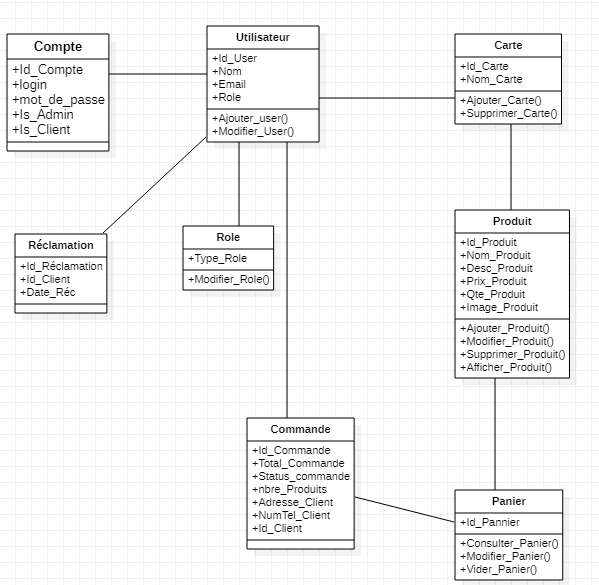 Compte
+Id_Compte
+login
+mot_de_passe
+Is_Admin
+Is_Client
Utilisateur
+Id_User
+Nom
+Email
+Role
+Ajouter_user()
+Modifier_User()
Carte
+Id_Carte
+Nom_Carte
+Ajouter_Carte()
+Supprimer_Carte()
Réclamation
+Id_Réclamation
+Id_Client
+Date_Réc
Role
+Type_Role
+Modifier_Role()
Produit
+Id_Produit
+Nom_Produit
+Desc_Produit
+Prix_Produit
+Qte_Produit
+Image_Produit
+Ajouter_Produit()
+Modifier_Produit()
+Supprimer_Produit()
+Afficher_Produit()
Commande
+Id_Commande
+Total_Commande
+Status_commande
+nbre_Produits
+Adresse_Client
+NumTel_Client
+Id_Client
Panier
+Id_Pannier
+Consulter_Panier()
+Modifier_Panier()
+Vider_Panier()